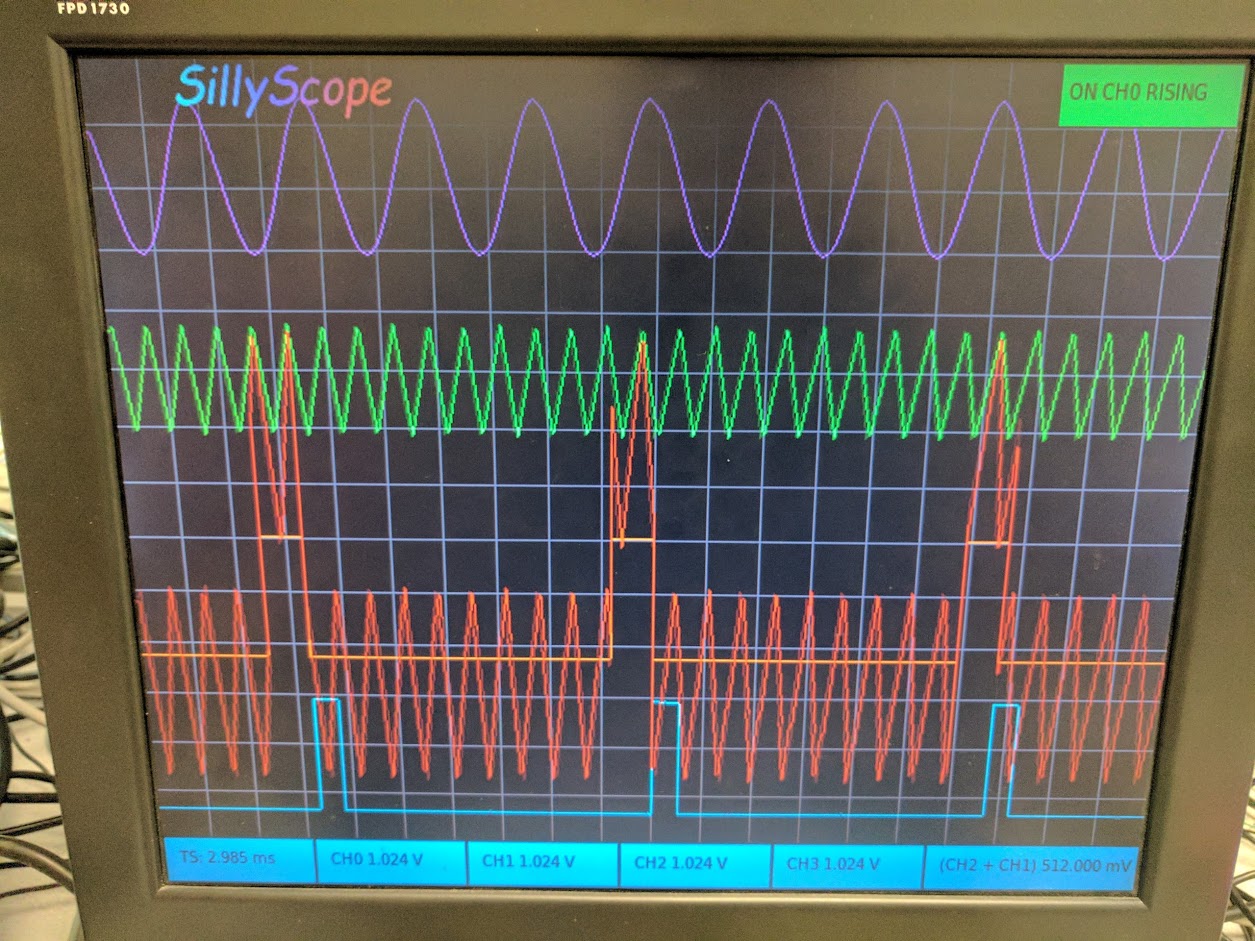 FPD1730
SillyScope
ON CH0 RISING
TS: 2.985 ms
CH0 1.024 V
CH1 1.024 V
CH2 1.024 V
CH3 1.024 V
(CH2 + CH1) 512.000 mV